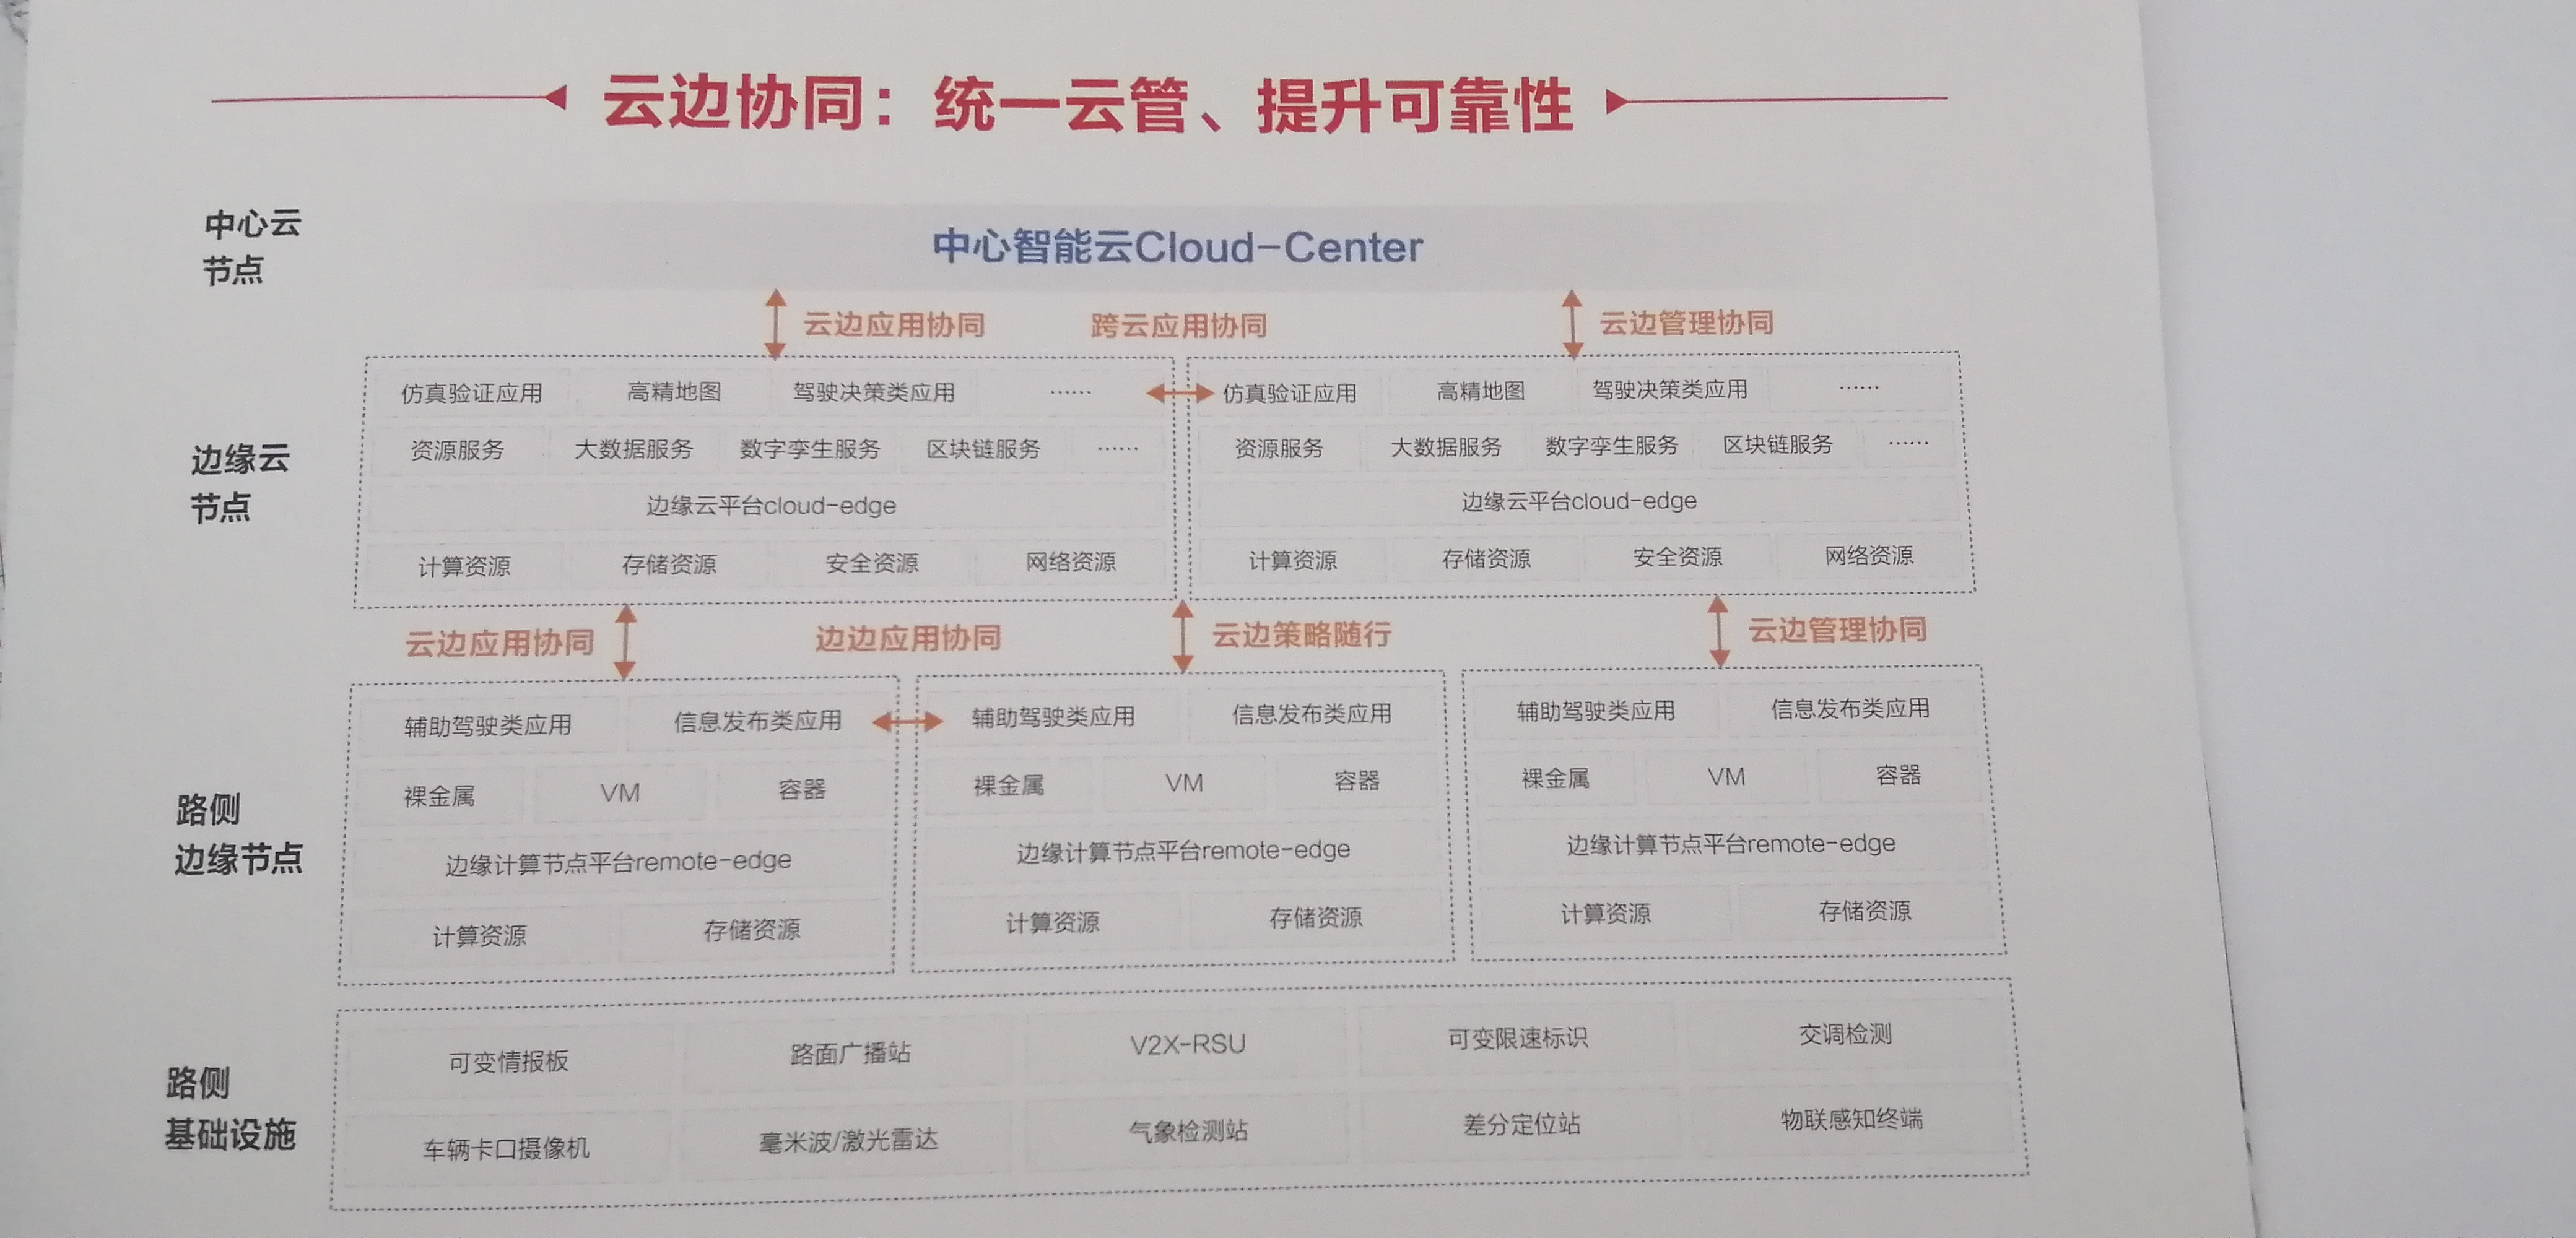 云边协同：统一云管、提升可靠性
中心云
节点
中心智能云Cloud-Center
云边应用协同
跨云应用协同
云边管理协同
边缘云
节点
仿真验证应用 高精地图 驾驶决策类应用 ……
资源服务 大数据服务 数字孪生服务 区块链服务 ……
边缘云平台cloud-edge
计算资源 存储资源 安全资源 网络资源
仿真验证应用 高精地图 驾驶决策类应用 ……
资源服务 大数据服务 数字孪生服务 区块链服务 ……
边缘云平台cloud-edge
计算资源 存储资源 安全资源 网络资源
云边应用协同
边边应用协同
云边策略随行
云边管理协同
路侧
边缘节点
辅助驾驶类应用 信息发布类应用
裸金属 VM 容器
边缘计算节点平台remote-edge
计算资源 存储资源
辅助驾驶类应用 信息发布类应用
裸金属 VM 容器
边缘计算节点平台remote-edge
计算资源 存储资源
辅助驾驶类应用 信息发布类应用
裸金属 VM 容器
边缘计算节点平台remote-edge
计算资源 存储资源
路侧
基础设施
可变情报板 路面广播站 V2X-RSU 可变限速标识 交调检测
车辆卡口摄像机 毫米波/激光雷达 气象检测站 差分定位站 物联感知终端